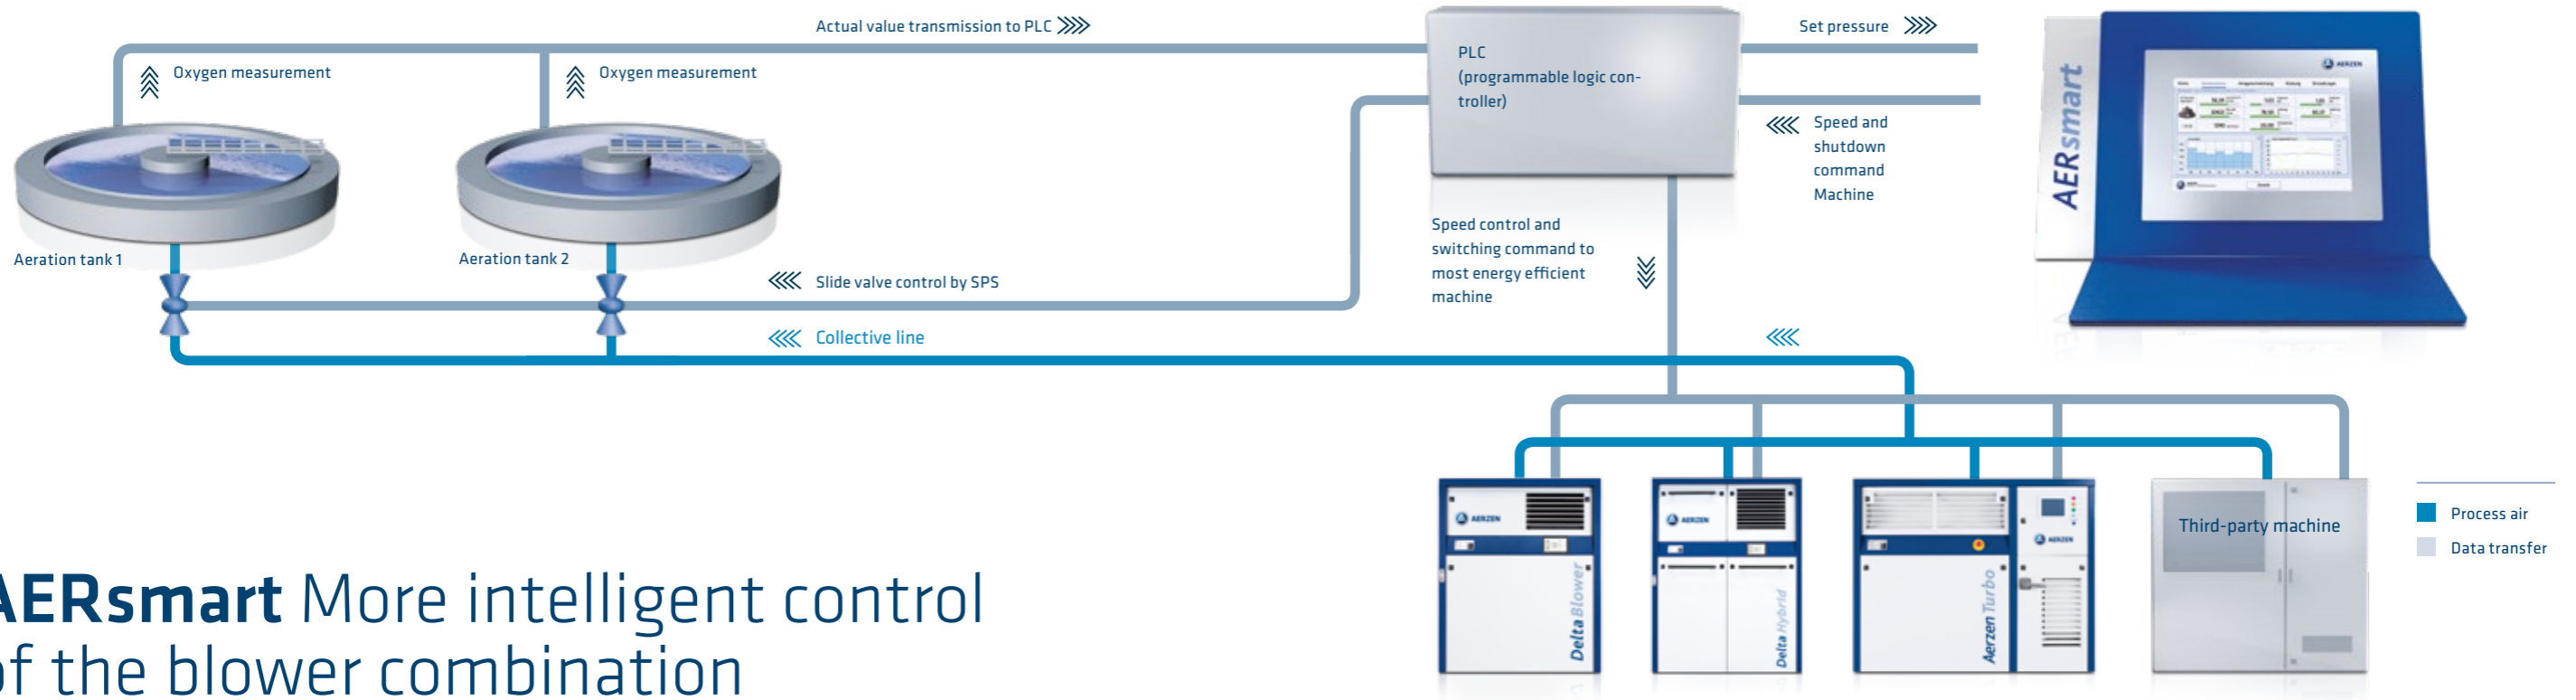 Actual value transmission to PLC
Set pressure
Oxygen measurement
Oxygen measurement
PLC
(programmable logic con-
troller)
AERZEN
AERsmart
Speed and
shutdown
command
Machine
Speed control and
switching command to
most energy efficient
machine
Aeration tank 1
Aeration tank 2
Slide valve control by SPS
Collective line
AERZEN
AERZEN
AERZEN
Delta Blower
Delta Hybrid
Aerzen Turbo
Third-party machine
Process air
Data transfer
AERsmart More intelligent control
of the blower combination